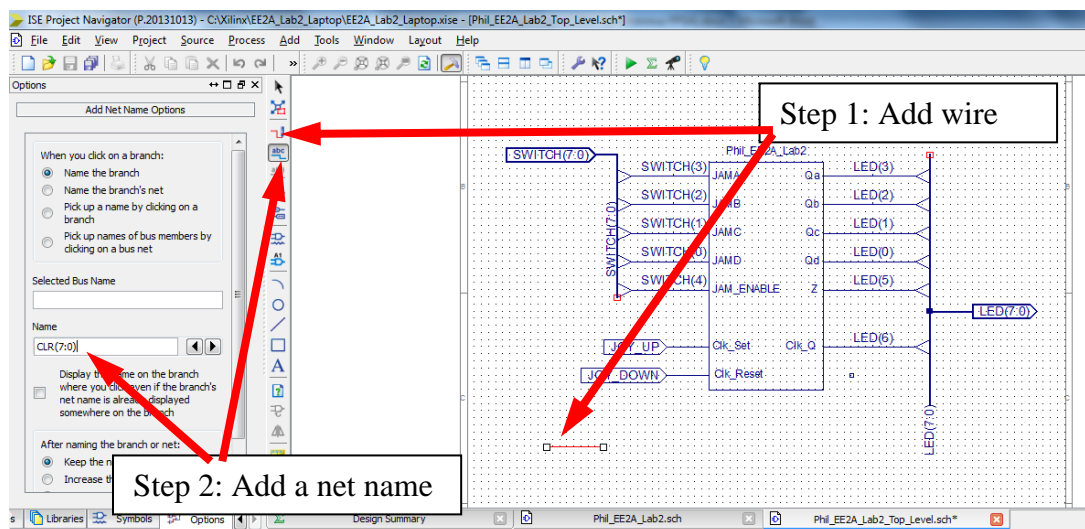 ISE Project Navigator (P.20131013) - C:\Xilinx\EE2A_Lab2_Laptop\EE2A_Lab2_Laptop.xise - [Phil_EE2A_Lab2_Top_Level.sch*]
File Edit View Project Source Process Add Tools Window Layout Help
Options
Add Net Name Options
When you click on a branch:
Name the branch
Name the branch's net
Pick up a name by clicking on a
branch
Pick up names of bus members by
clicking on a bus net
Selected Bus Name
Name
CLR(7:0)
Display the name on the branch
where you click even if the branch's
net name is already displayed
somewhere on the branch
After naming the branch or net:
Keep the n
Increase th
Step 1: Add wire
Step 2: Add a net name
Phil_EE2A_Lab2
SWITCH(7:0)
SWITCH(7:0)
SWITCH(3) JAMA Qa LED(3)
SWITCH(2) JAMB Qb LED(2)
SWITCH(1) JAMC Qc LED(1)
SWITCH(0) JAMD Qd LED(0)
SWITCH(4) JAM_ENABLE Z LED(5)
LED(7:0)
JOY_UP Clk_Set Clk_Q LED(6)
JOY_DOWN Clk_Reset
LED(7:0)
s Libraries Symbols Options Design Summary Phil_EE2A_Lab2.sch Phil_EE2A_Lab2_Top_Level.sch*